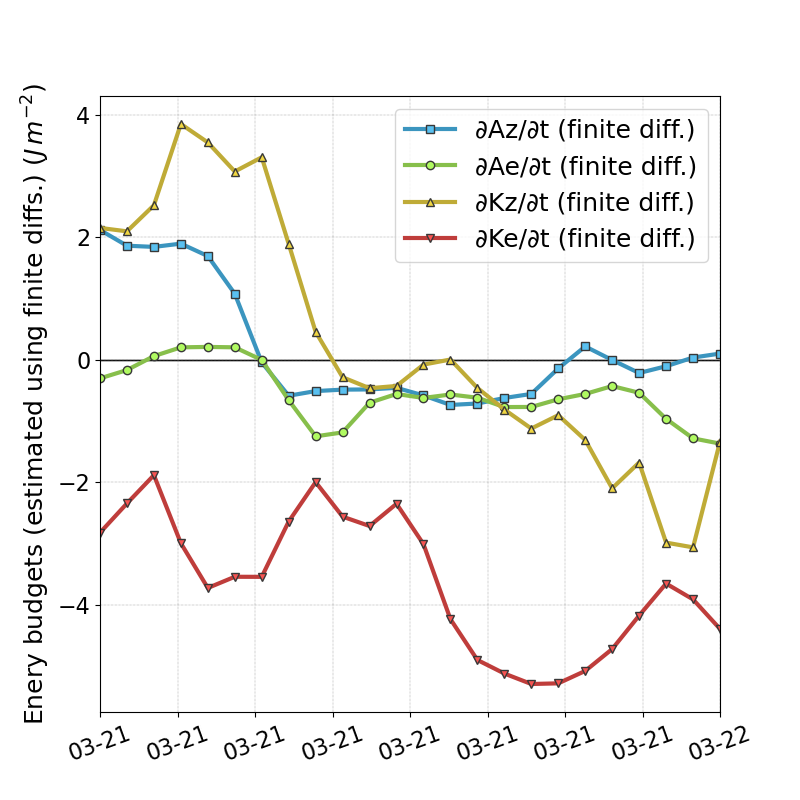 Enery budgets (estimated using finite diffs.) (J m⁻²)
4
2
0
−2
−4
∂Az/∂t (finite diff.)
∂Ae/∂t (finite diff.)
∂Kz/∂t (finite diff.)
∂Ke/∂t (finite diff.)
03-21 03-21 03-21 03-21 03-21 03-21 03-21 03-21 03-22